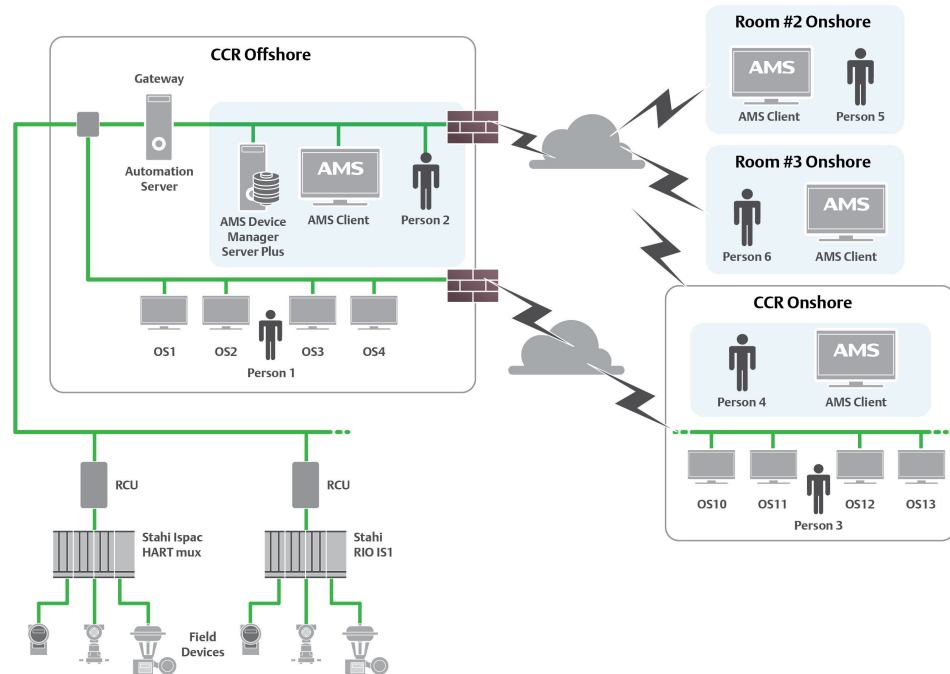 CCR Offshore
Gateway
Automation
Server
AMS Device
Manager
Server Plus
AMS
AMS Client
Person 2
OS1
OS2
OS3
OS4
Person 1
Room #2 Onshore
AMS
AMS Client
Person 5
Room #3 Onshore
Person 6
AMS
AMS Client
CCR Onshore
Person 4
AMS
AMS Client
OS10
OS11
OS12
OS13
Person 3
RCU
RCU
Stahi Ispac
HART mux
Stahi
RIO IS1
Field
Devices